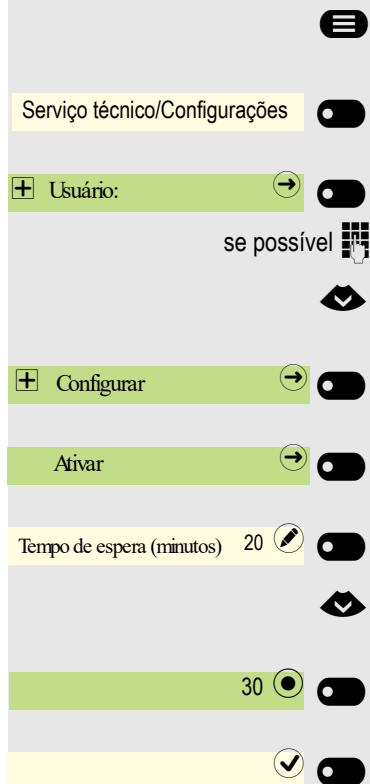 Serviço técnico/Configurações
Usuário:
se possível
Configurar
Ativar
Tempo de espera (minutos) 20
30